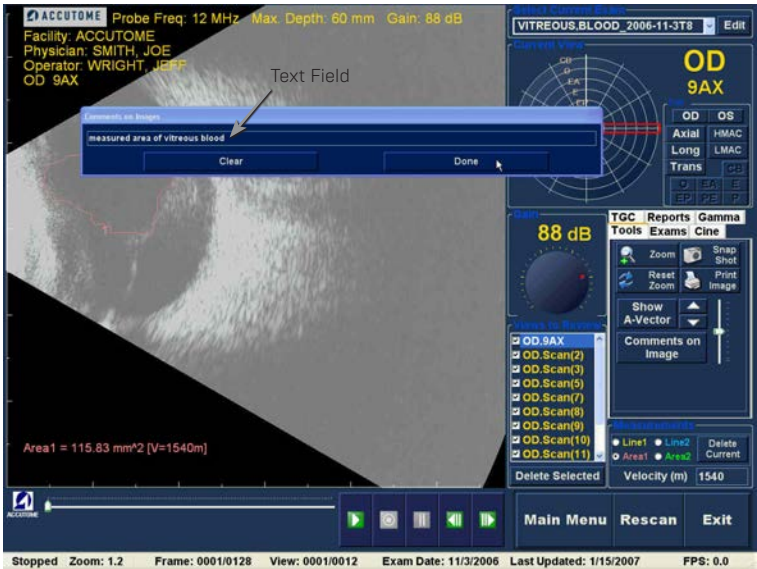 ACCUTOME Probe Freq: 12 MHz Max. Depth: 60 mm Gain: 88 dB
Facility: ACCUTOME
Physician: SMITH, JOE
Operator: WRIGHT, JEFF
OD 9AX
Text Field
Comments on Images
measured area of vitreous blood
Clear Done
Area1 = 115.83 mm^2 [V=1540m]
Select Current Exam
VITREOUS,BLOOD_2006-11-3T8 Edit
Current View
OD
9AX
OD OS
Axial HMAC
Long LMAC
Trans CB
O EA E
EP PE P
Gain
88 dB
TGC Reports Gamma
Tools Exams Cine
Zoom Snap Shot
Reset Zoom Print Image
Show A-Vector
Comments on Image
Views to Review
OD.9AX
OD.Scan(2)
OD.Scan(3)
OD.Scan(5)
OD.Scan(7)
OD.Scan(8)
OD.Scan(9)
OD.Scan(10)
OD.Scan(11)
Delete Selected
Measurements
Line1 Line2 Delete Current
Area1 Area2
Velocity (m) 1540
ACCUTOME
Main Menu Rescan Exit
Stopped Zoom: 1.2 Frame: 0001/0128 View: 0001/0012 Exam Date: 11/3/2006 Last Updated: 1/15/2007 FPS: 0.0